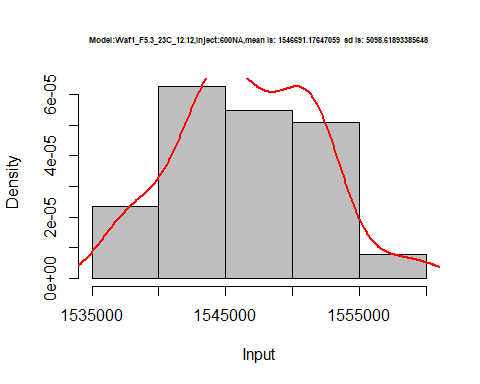 Model:Waf1_F5.3_23C_12.12,Inject:600NA,mean is: 1546691.17647059 sd is: 5098.61893385648
6e-05
4e-05
2e-05
0e+00
Density
1535000 1545000 1555000
Input